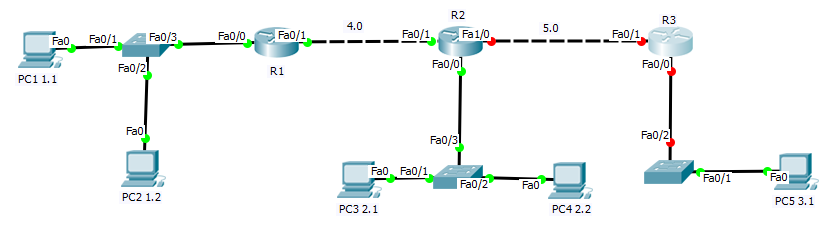 R2
R3
4.0
5.0
Fa0
Fa0/1
Fa0/3
Fa0/0
Fa0/1
Fa0/1
Fa1/0
Fa0/1
PC1 1.1
Fa0/2
R1
Fa0/0
Fa0/0
Fa0
Fa0/3
Fa0/2
PC2 1.2
Fa0
Fa0/1
Fa0/2
Fa0
Fa0/1
Fa0
PC3 2.1
PC4 2.2
PC5 3.1